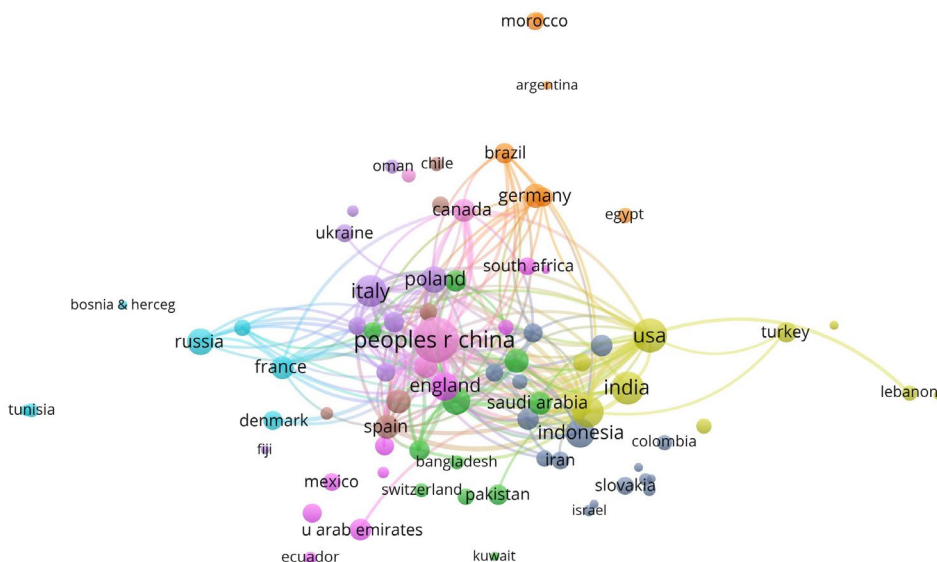 morocco
argentina
brazil
oman
chile
germany
canada
egypt
ukraine
south africa
poland
italy
bosnia & herceg
peoples r china
usa
turkey
russia
france
england
india
lebanon
saudi arabia
tunisia
denmark
spain
indonesia
colombia
fiji
iran
bangladesh
mexico
switzerland
pakistan
slovakia
israel
u arab emirates
ecuador
kuwait